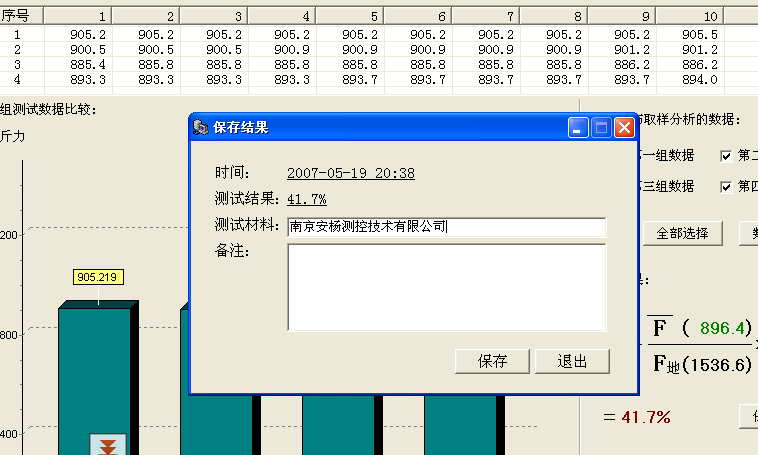 序号 1 2 3 4 5 6 7 8 9 10
1 905.2 905.2 905.2 905.2 905.2 905.2 905.2 905.2 905.2 905.5
2 900.5 900.5 900.5 900.9 900.9 900.9 900.9 900.9 901.2 901.2
3 885.4 885.8 885.8 885.8 885.8 885.8 885.8 885.8 886.2 886.2
4 893.3 893.3 893.3 893.3 893.7 893.7 893.7 893.7 893.7 894.0
组测试数据比较:
斤力
保存结果
取样分析的数据:
一组数据 第二
时间: 2007-05-19 20:38
三组数据 第四
测试结果: 41.7%
测试材料: 南京安杨测控技术有限公司
全部选择
备注:
200
905.219
F ( 896.4)
800
保存 退出
F地(1536.6)
= 41.7%
400